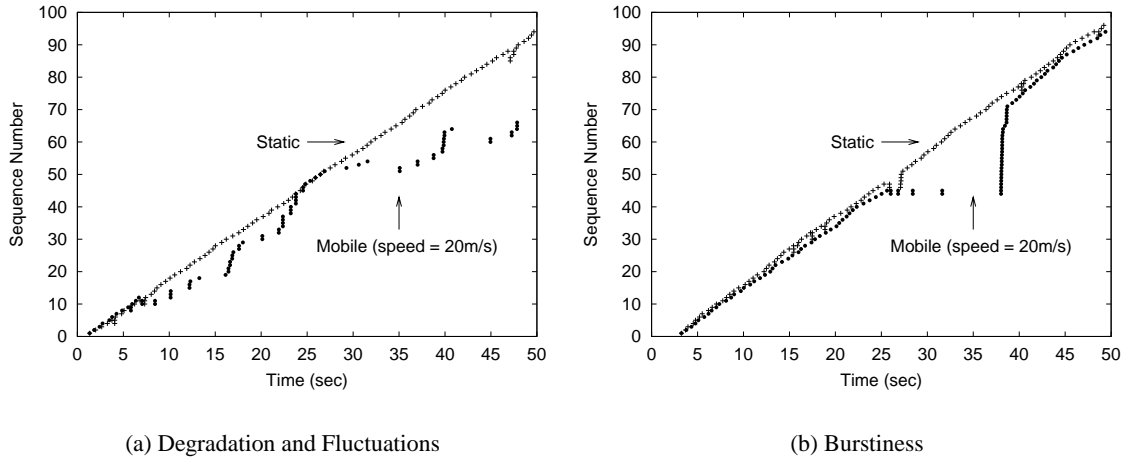 100
90
80
70
60
50
40
30
20
10
0
Sequence Number
Static
Mobile (speed = 20m/s)
0 5 10 15 20 25 30 35 40 45 50
Time (sec)
(a) Degradation and Fluctuations
100
90
80
70
60
50
40
30
20
10
0
Sequence Number
Static
Mobile (speed = 20m/s)
0 5 10 15 20 25 30 35 40 45 50
Time (sec)
(b) Burstiness